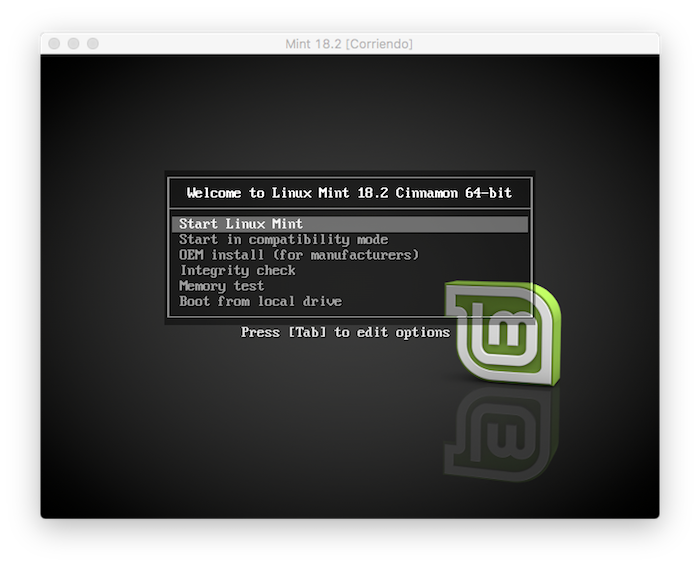 Mint 18.2 [Corriendo]
Welcome to Linux Mint 18.2 Cinnamon 64-bit
Start Linux Mint
Start in compatibility mode
OEM install (for manufacturers)
Integrity check
Memory test
Boot from local drive
Press [Tab] to edit options